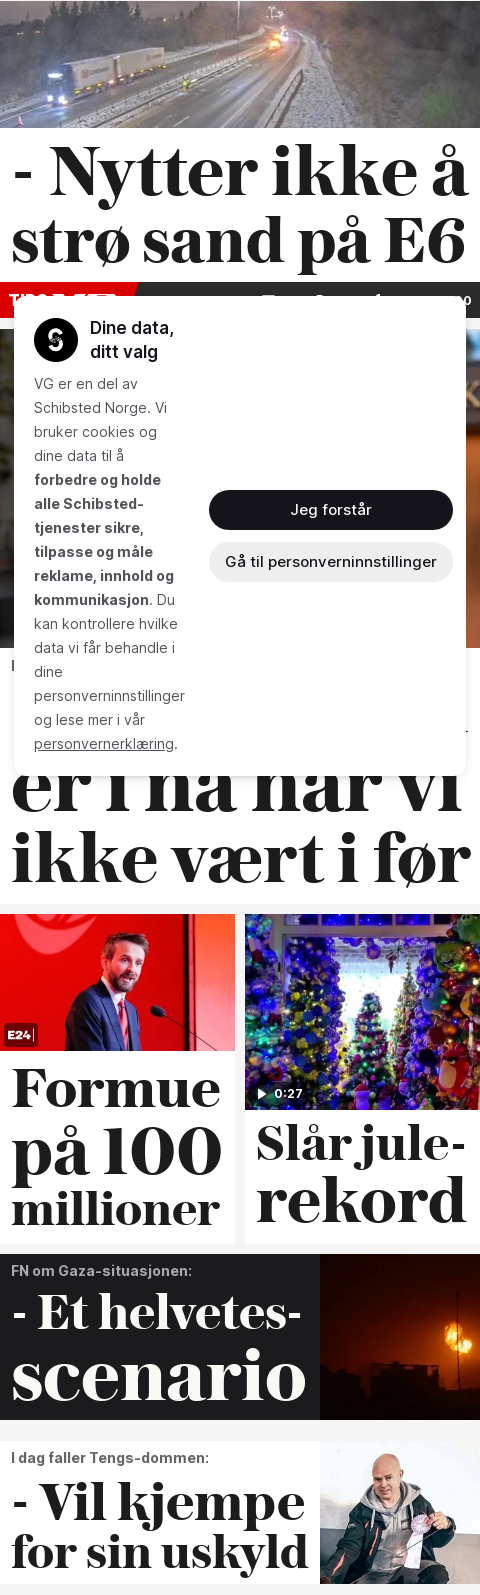 - Nytter ikke å
strø sand på E6
Dine data,
ditt valg
VG er en del av
Schibsted Norge. Vi
bruker cookies og
dine data til å
forbedre og holde
alle Schibsted-
tjenester sikre,
tilpasse og måle
reklame, innhold og
kommunikasjon. Du
kan kontrollere hvilke
data vi får behandle i
dine
personverninnstillinger
og lese mer i vår
personvernerklæring.
Jeg forstår
Gå til personverninnstillinger
er i nå har vi
ikke vært i før
E24
Formue
på 100
millioner
0:27
Slår jule-
rekord
FN om Gaza-situasjonen:
- Et helvetes-
scenario
I dag faller Tengs-dommen:
- Vil kjempe
for sin uskyld